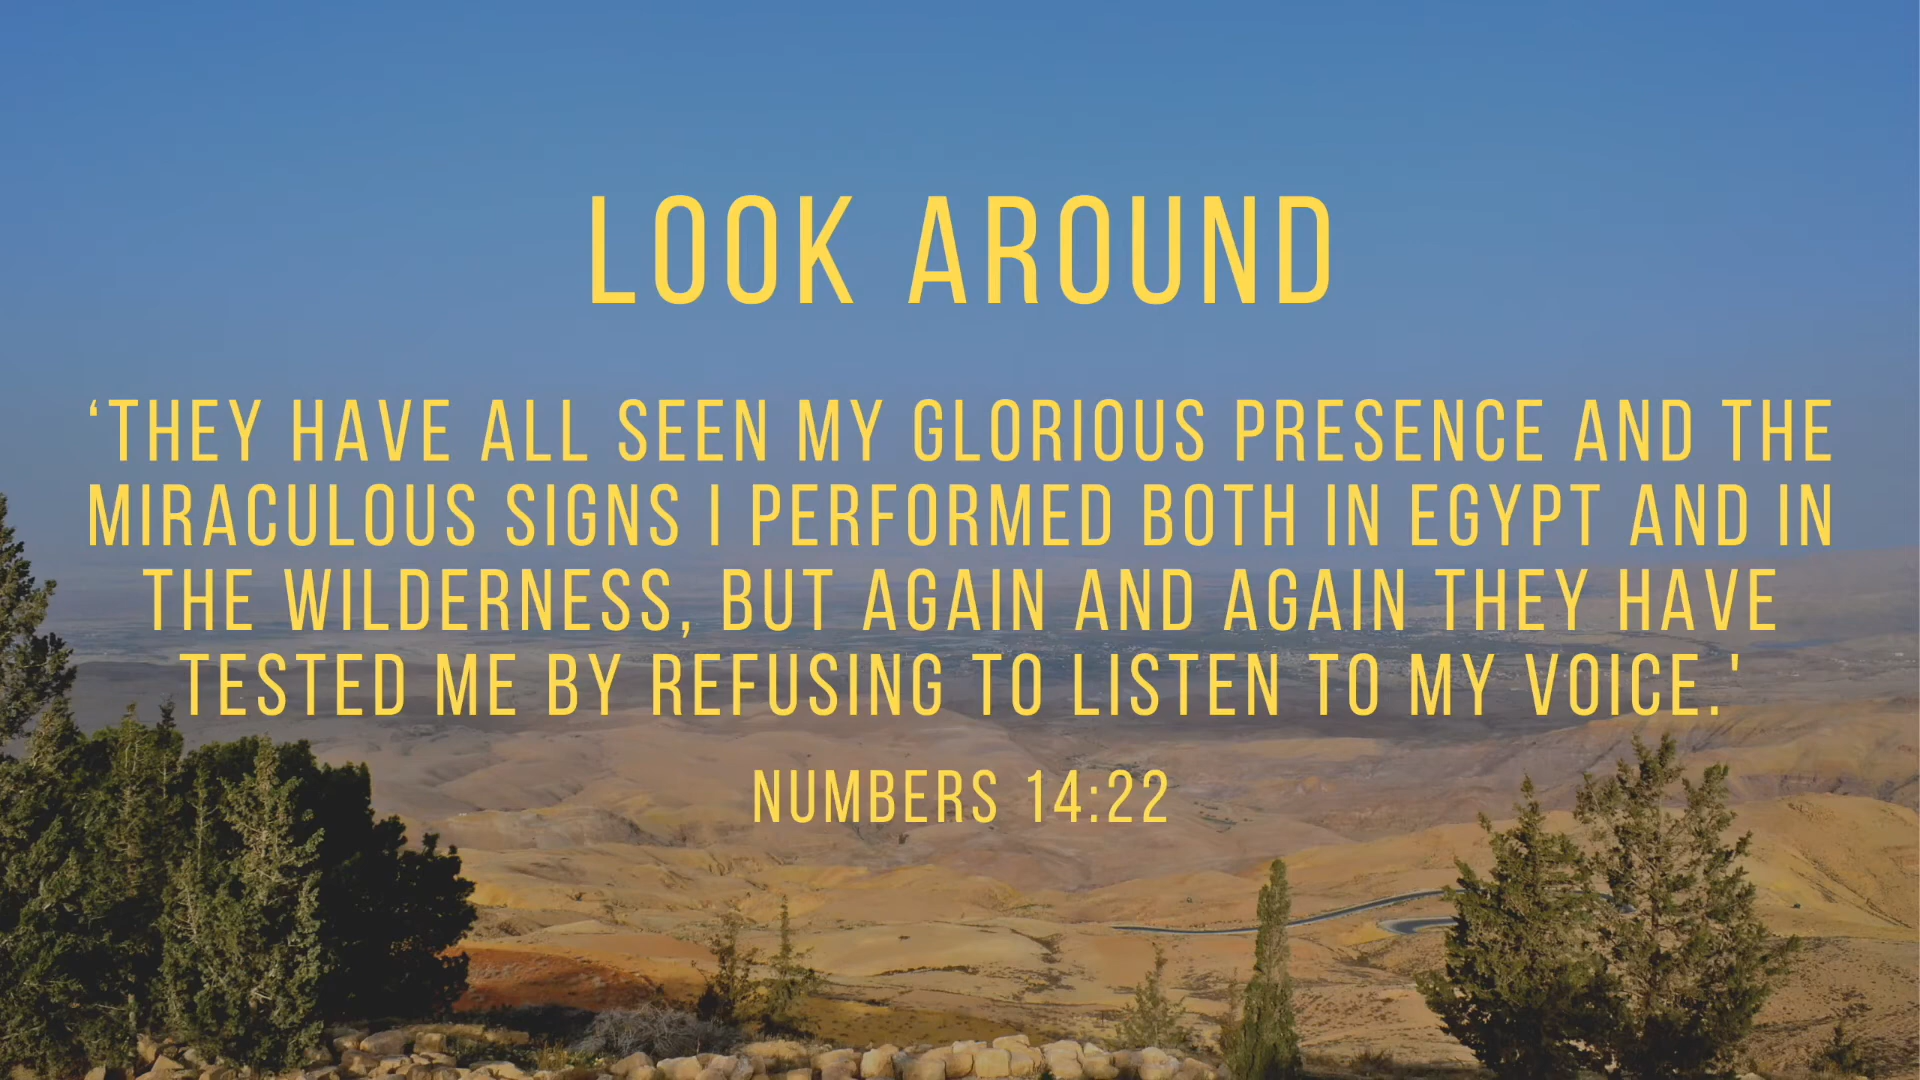 LOOK AROUND
‘THEY HAVE ALL SEEN MY GLORIOUS PRESENCE AND THE
MIRACULOUS SIGNS I PERFORMED BOTH IN EGYPT AND IN
THE WILDERNESS, BUT AGAIN AND AGAIN THEY HAVE
TESTED ME BY REFUSING TO LISTEN TO MY VOICE.'
NUMBERS 14:22